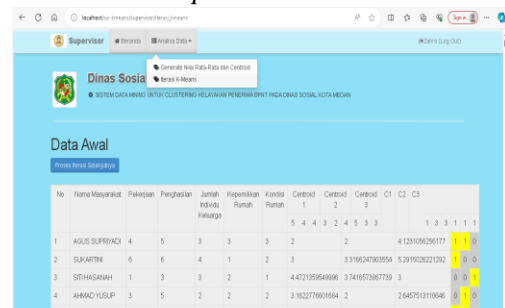 localhost/sc-kmeans/supervisor/iterasi_kmeans
Sign in
Supervisor Beranda Analisa Data
(Log Out)
Generate Nilai Rata-Rata dan Centroid
Iterasi K-Means
Dinas Sosia
SISTEM DATA MINING UNTUK CLUSTERING KELAYAKAN PENERIMA BPNT PADA DINAS SOSIAL KOTA MEDAN
Data Awal
Proses Iterasi Selanjutnya
No Nama Masyarakat Pekerjaan Penghasilan Jumlah Individu Keluarga Kepemilikan Rumah Kondisi Rumah Centroid 1 Centroid 2 Centroid 3 C1 C2 C3
5 4 4 3 2 4 5 3 3 1 3 3 1 1 1
1 AGUS SUPRIYADI 4 5 3 3 3 2 2 4.1231056256177 1 1 0
2 SUKARTINI 6 6 4 1 2 3 3.3166247903554 5.2915026221292 1 0 0
3 SITI HASANAH 1 3 3 2 1 4.4721359549996 3.7416573867739 3 0 0 1
4 AHMAD YUSUP 3 5 2 2 2 3.1622776601684 2 2.6457513110646 0 1 0